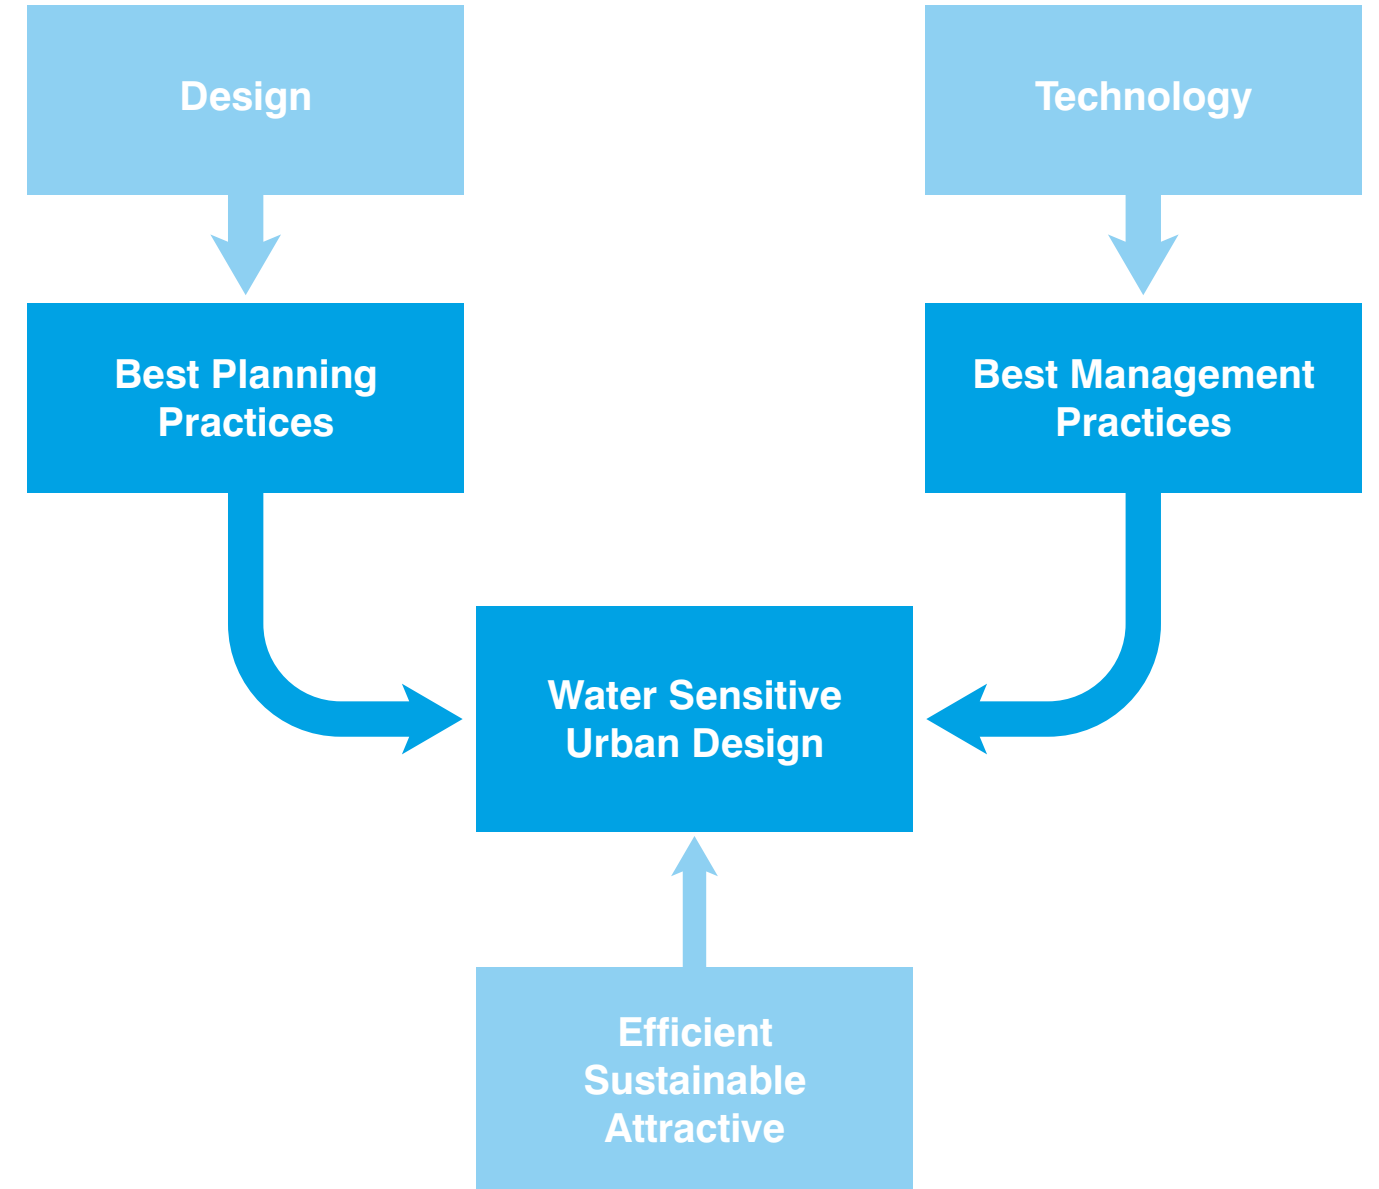 Design
Technology
Best Planning
Practices
Best Management
Practices
Water Sensitive
Urban Design
Efficient
Sustainable
Attractive